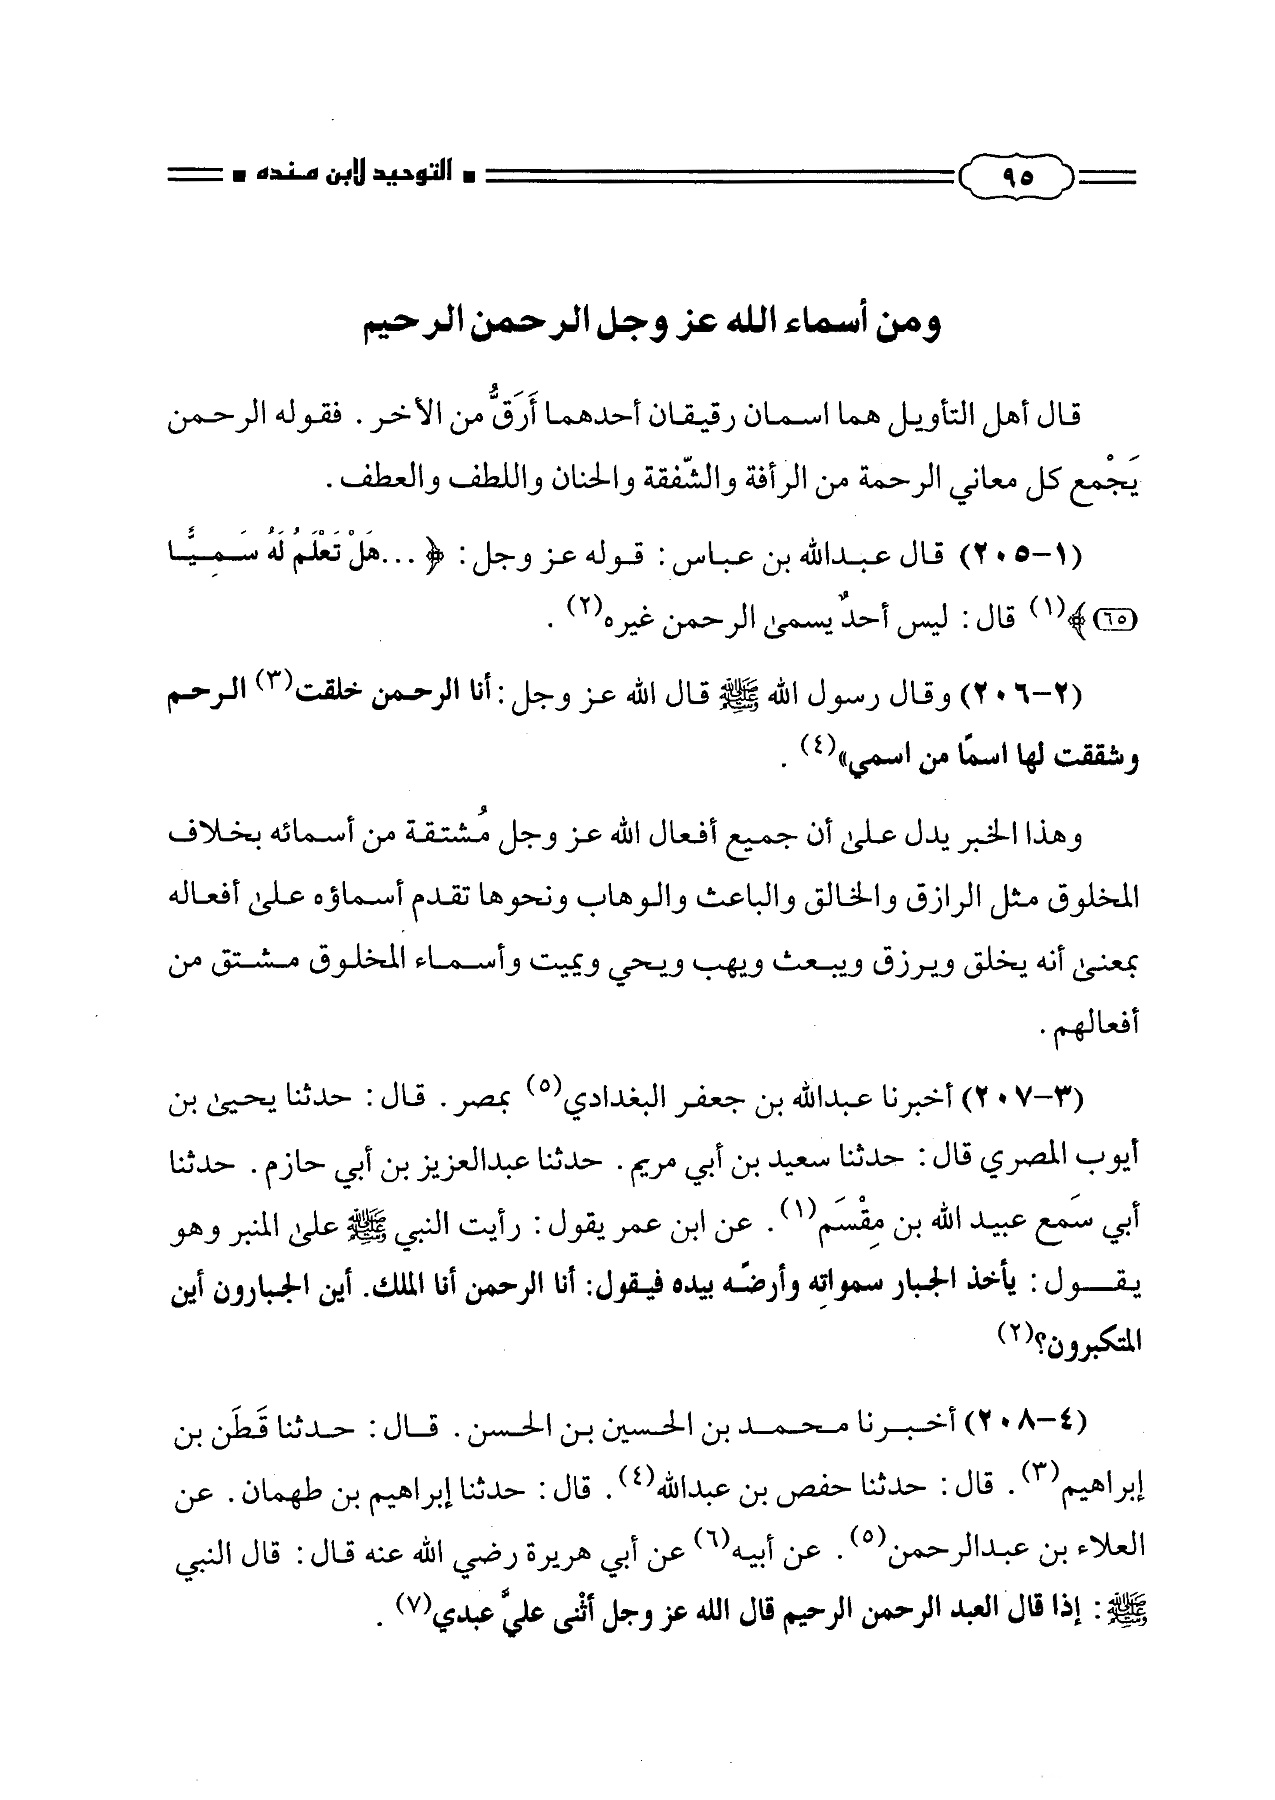 ٩٥ ■ التوحيد لابن منده ■
ومن أسماء الله عز وجل الرحمن الرحيم
قال أهل التأويل هما اسمان رقيقان أحدهما أَرَقُّ من الأخر . فقوله الرحمن
يَجْمع كل معاني الرحمة من الرأفة والشّفقة والحنان واللطف والعطف .
(١-٢٠٥) قال عبدالله بن عباس : قوله عز وجل : ﴿ ...هَلْ تَعْلَمُ لَهُ سَمِيًّا
(٦٥)﴾(١) قال : ليس أحدٌ يسمى الرحمن غيره(٢) .
(٢-٢٠٦) وقال رسول الله ﷺ قال الله عز وجل : أنا الرحمن خلقت(٣) الرحم
وشققت لها اسمًا من اسمي»(٤) .
وهذا الخبر يدل على أن جميع أفعال الله عز وجل مُشتقة من أسمائه بخلاف
المخلوق مثل الرازق والخالق والباعث والوهاب ونحوها تقدم أسماؤه على أفعاله
بمعنى أنه يخلق ويرزق ويبعث ويهب ويحي ويميت وأسماء المخلوق مشتق من
أفعالهم .
(٣-٢٠٧) أخبرنا عبدالله بن جعفر البغدادي(٥) بمصر . قال : حدثنا يحيى بن
أيوب المصري قال : حدثنا سعيد بن أبي مريم . حدثنا عبدالعزيز بن أبي حازم . حدثنا
أبي سَمع عبيد الله بن مِقْسَم(١) . عن ابن عمر يقول : رأيت النبي ﷺ على المنبر وهو
يقول : يأخذ الجبار سمواته وأرضه بيده فيقول: أنا الرحمن أنا الملك. أين الجبارون أين
المتكبرون؟(٢)
(٤-٢٠٨) أخبرنا محمد بن الحسين بن الحسن . قال : حدثنا قَطَن بن
إبراهيم(٣) . قال : حدثنا حفص بن عبدالله(٤) . قال : حدثنا إبراهيم بن طهمان . عن
العلاء بن عبدالرحمن(٥) . عن أبيه(٦) عن أبي هريرة رضي الله عنه قال : قال النبي
ﷺ : إذا قال العبد الرحمن الرحيم قال الله عز وجل أثْنى عليَّ عبدي(٧) .